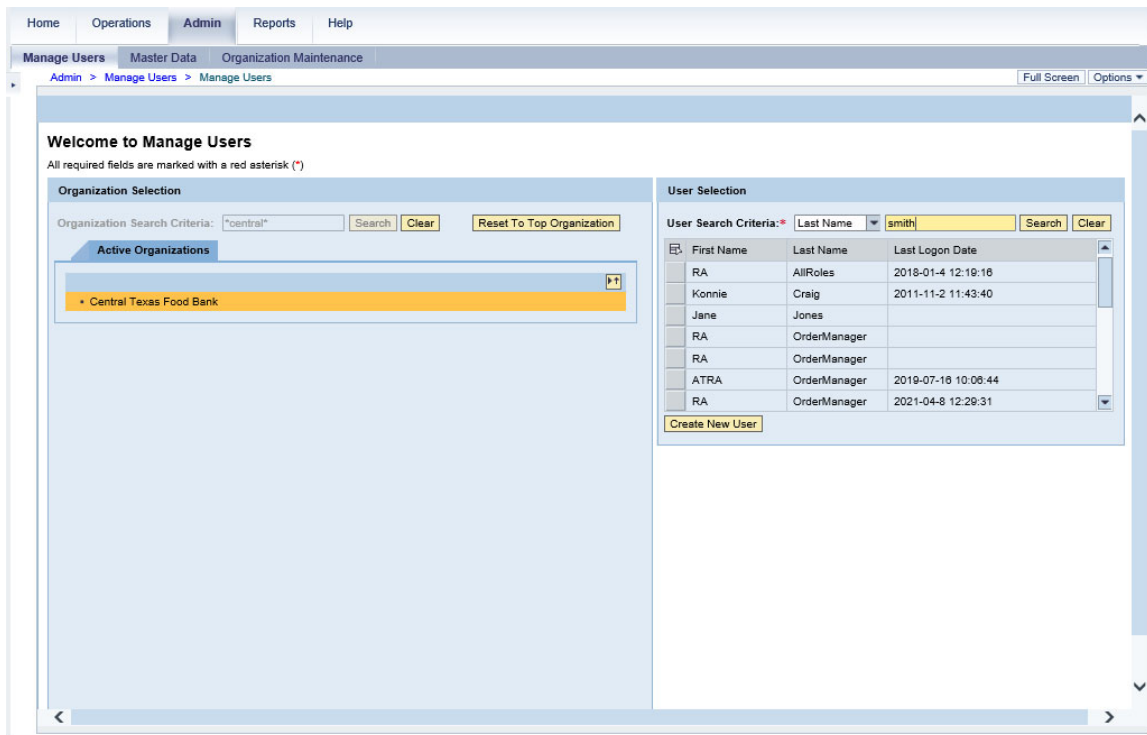 Home Operations Admin Reports Help
Manage Users Master Data Organization Maintenance
Admin > Manage Users > Manage Users Full Screen Options
Welcome to Manage Users
All required fields are marked with a red asterisk (*)
Organization Selection
Organization Search Criteria: *central* Search Clear Reset To Top Organization
Active Organizations
• Central Texas Food Bank
User Selection
User Search Criteria:* Last Name smith Search Clear
First Name Last Name Last Logon Date
RA AllRoles 2018-01-4 12:19:16
Konnie Craig 2011-11-2 11:43:40
Jane Jones
RA OrderManager
RA OrderManager
ATRA OrderManager 2019-07-16 10:06:44
RA OrderManager 2021-04-8 12:29:31
Create New User